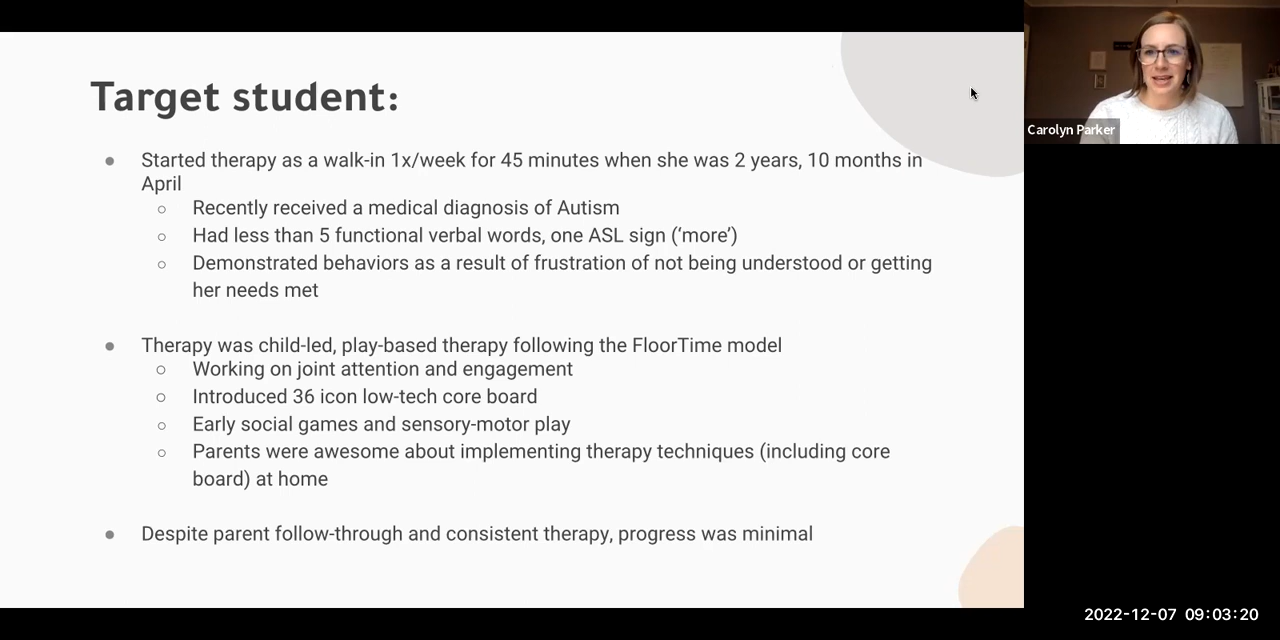 Target student:
● Started therapy as a walk-in 1x/week for 45 minutes when she was 2 years, 10 months in
April
○ Recently received a medical diagnosis of Autism
○ Had less than 5 functional verbal words, one ASL sign (‘more’)
○ Demonstrated behaviors as a result of frustration of not being understood or getting
her needs met
● Therapy was child-led, play-based therapy following the FloorTime model
○ Working on joint attention and engagement
○ Introduced 36 icon low-tech core board
○ Early social games and sensory-motor play
○ Parents were awesome about implementing therapy techniques (including core
board) at home
● Despite parent follow-through and consistent therapy, progress was minimal
Carolyn Parker
2022-12-07 09:03:20